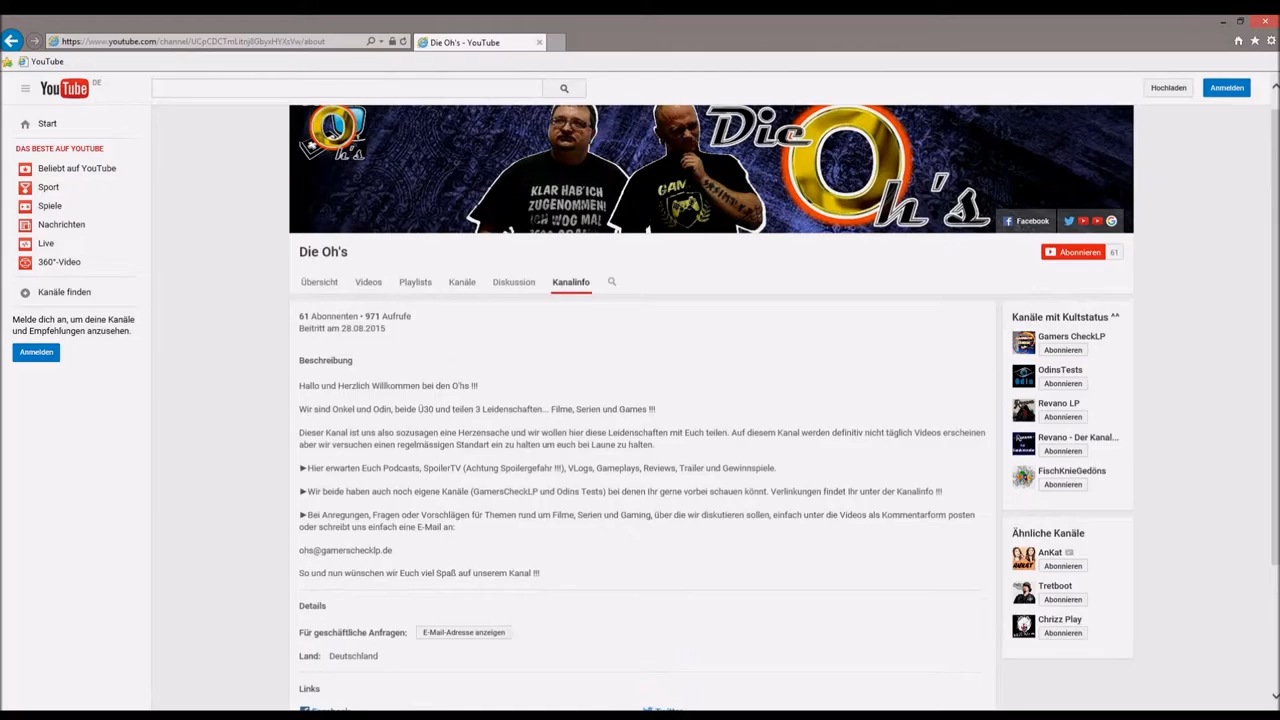 https://www.youtube.com/channel/UCpCDCTmLitnj8GbyxHYXsVw/about
Die Oh's - YouTube
YouTube
YouTube DE
Hochladen
Anmelden
Start
DAS BESTE AUF YOUTUBE
Beliebt auf YouTube
Sport
Spiele
Nachrichten
Live
360°-Video
Kanäle finden
Melde dich an, um deine Kanäle
und Empfehlungen anzusehen.
Anmelden
O h's
KLAR HAB'ICH
ZUGENOMMEN!
ICH WOG MAL
GAM
Die Oh's
Facebook
Die Oh's
Abonnieren 61
Übersicht
Videos
Playlists
Kanäle
Diskussion
Kanalinfo
61 Abonnenten • 971 Aufrufe
Beitritt am 28.08.2015
Beschreibung
Hallo und Herzlich Willkommen bei den O'hs !!!
Wir sind Onkel und Odin, beide Ü30 und teilen 3 Leidenschaften... Filme, Serien und Games !!!
Dieser Kanal ist uns also sozusagen eine Herzensache und wir wollen hier diese Leidenschaften mit Euch teilen. Auf diesem Kanal werden definitiv nicht täglich Videos erscheinen
aber wir versuchen einen regelmässigen Standart ein zu halten um euch bei Laune zu halten.
►Hier erwarten Euch Podcasts, SpoilerTV (Achtung Spoilergefahr !!!), VLogs, Gameplays, Reviews, Trailer und Gewinnspiele.
►Wir beide haben auch noch eigene Kanäle (GamersCheckLP und Odins Tests) bei denen Ihr gerne vorbei schauen könnt. Verlinkungen findet Ihr unter der Kanalinfo !!!
►Bei Anregungen, Fragen oder Vorschlägen für Themen rund um Filme, Serien und Gaming, über die wir diskutieren sollen, einfach unter die Videos als Kommentarform posten
oder schreibt uns einfach eine E-Mail an:
ohs@gamerschecklp.de
So und nun wünschen wir Euch viel Spaß auf unserem Kanal !!!
Details
Für geschäftliche Anfragen: E-Mail-Adresse anzeigen
Land: Deutschland
Links
Facebook
Twitter
Kanäle mit Kultstatus ^^
Gamers CheckLP
Abonnieren
OdinsTests
Abonnieren
Revano LP
Abonnieren
Revano - Der Kanal...
Abonnieren
FischKnieGedöns
Abonnieren
Ähnliche Kanäle
AnKat
Abonnieren
Tretboot
Abonnieren
Chrizz Play
Abonnieren